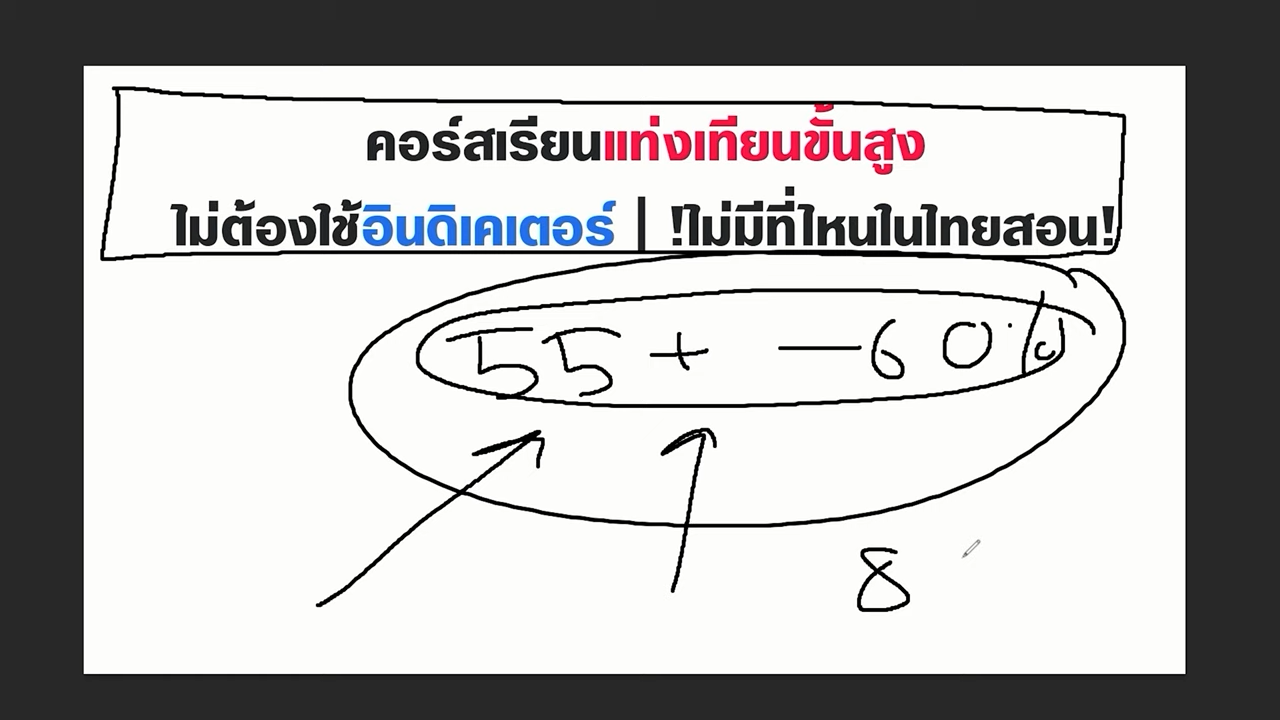 คอร์สเรียนแท่งเทียนขั้นสูง
ไม่ต้องใช้อินดิเคเตอร์ | !ไม่มีที่ไหนในไทยสอน!
55+ - 60%
8